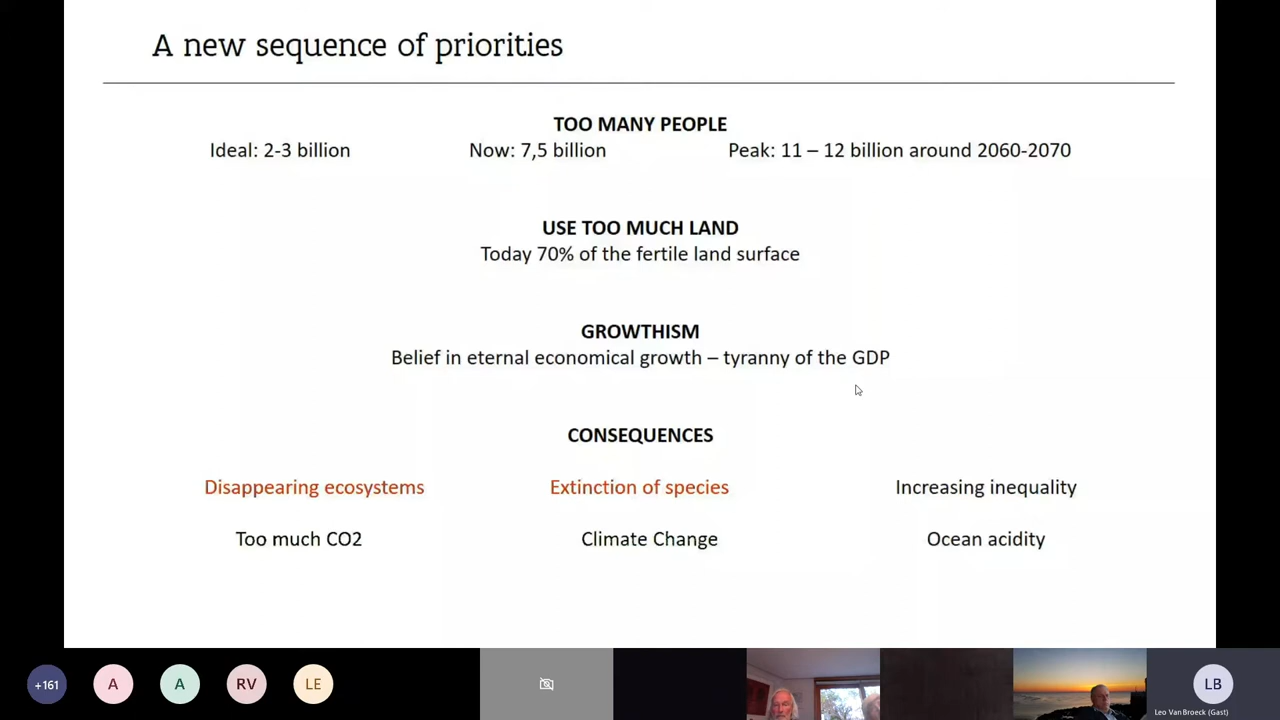 A new sequence of priorities
TOO MANY PEOPLE
Ideal: 2-3 billion Now: 7,5 billion Peak: 11 – 12 billion around 2060-2070
USE TOO MUCH LAND
Today 70% of the fertile land surface
GROWTHISM
Belief in eternal economical growth – tyranny of the GDP
CONSEQUENCES
Disappearing ecosystems Extinction of species Increasing inequality
Too much CO2 Climate Change Ocean acidity
+161 A A RV LE LB
Leo Van Broeck (Gast)